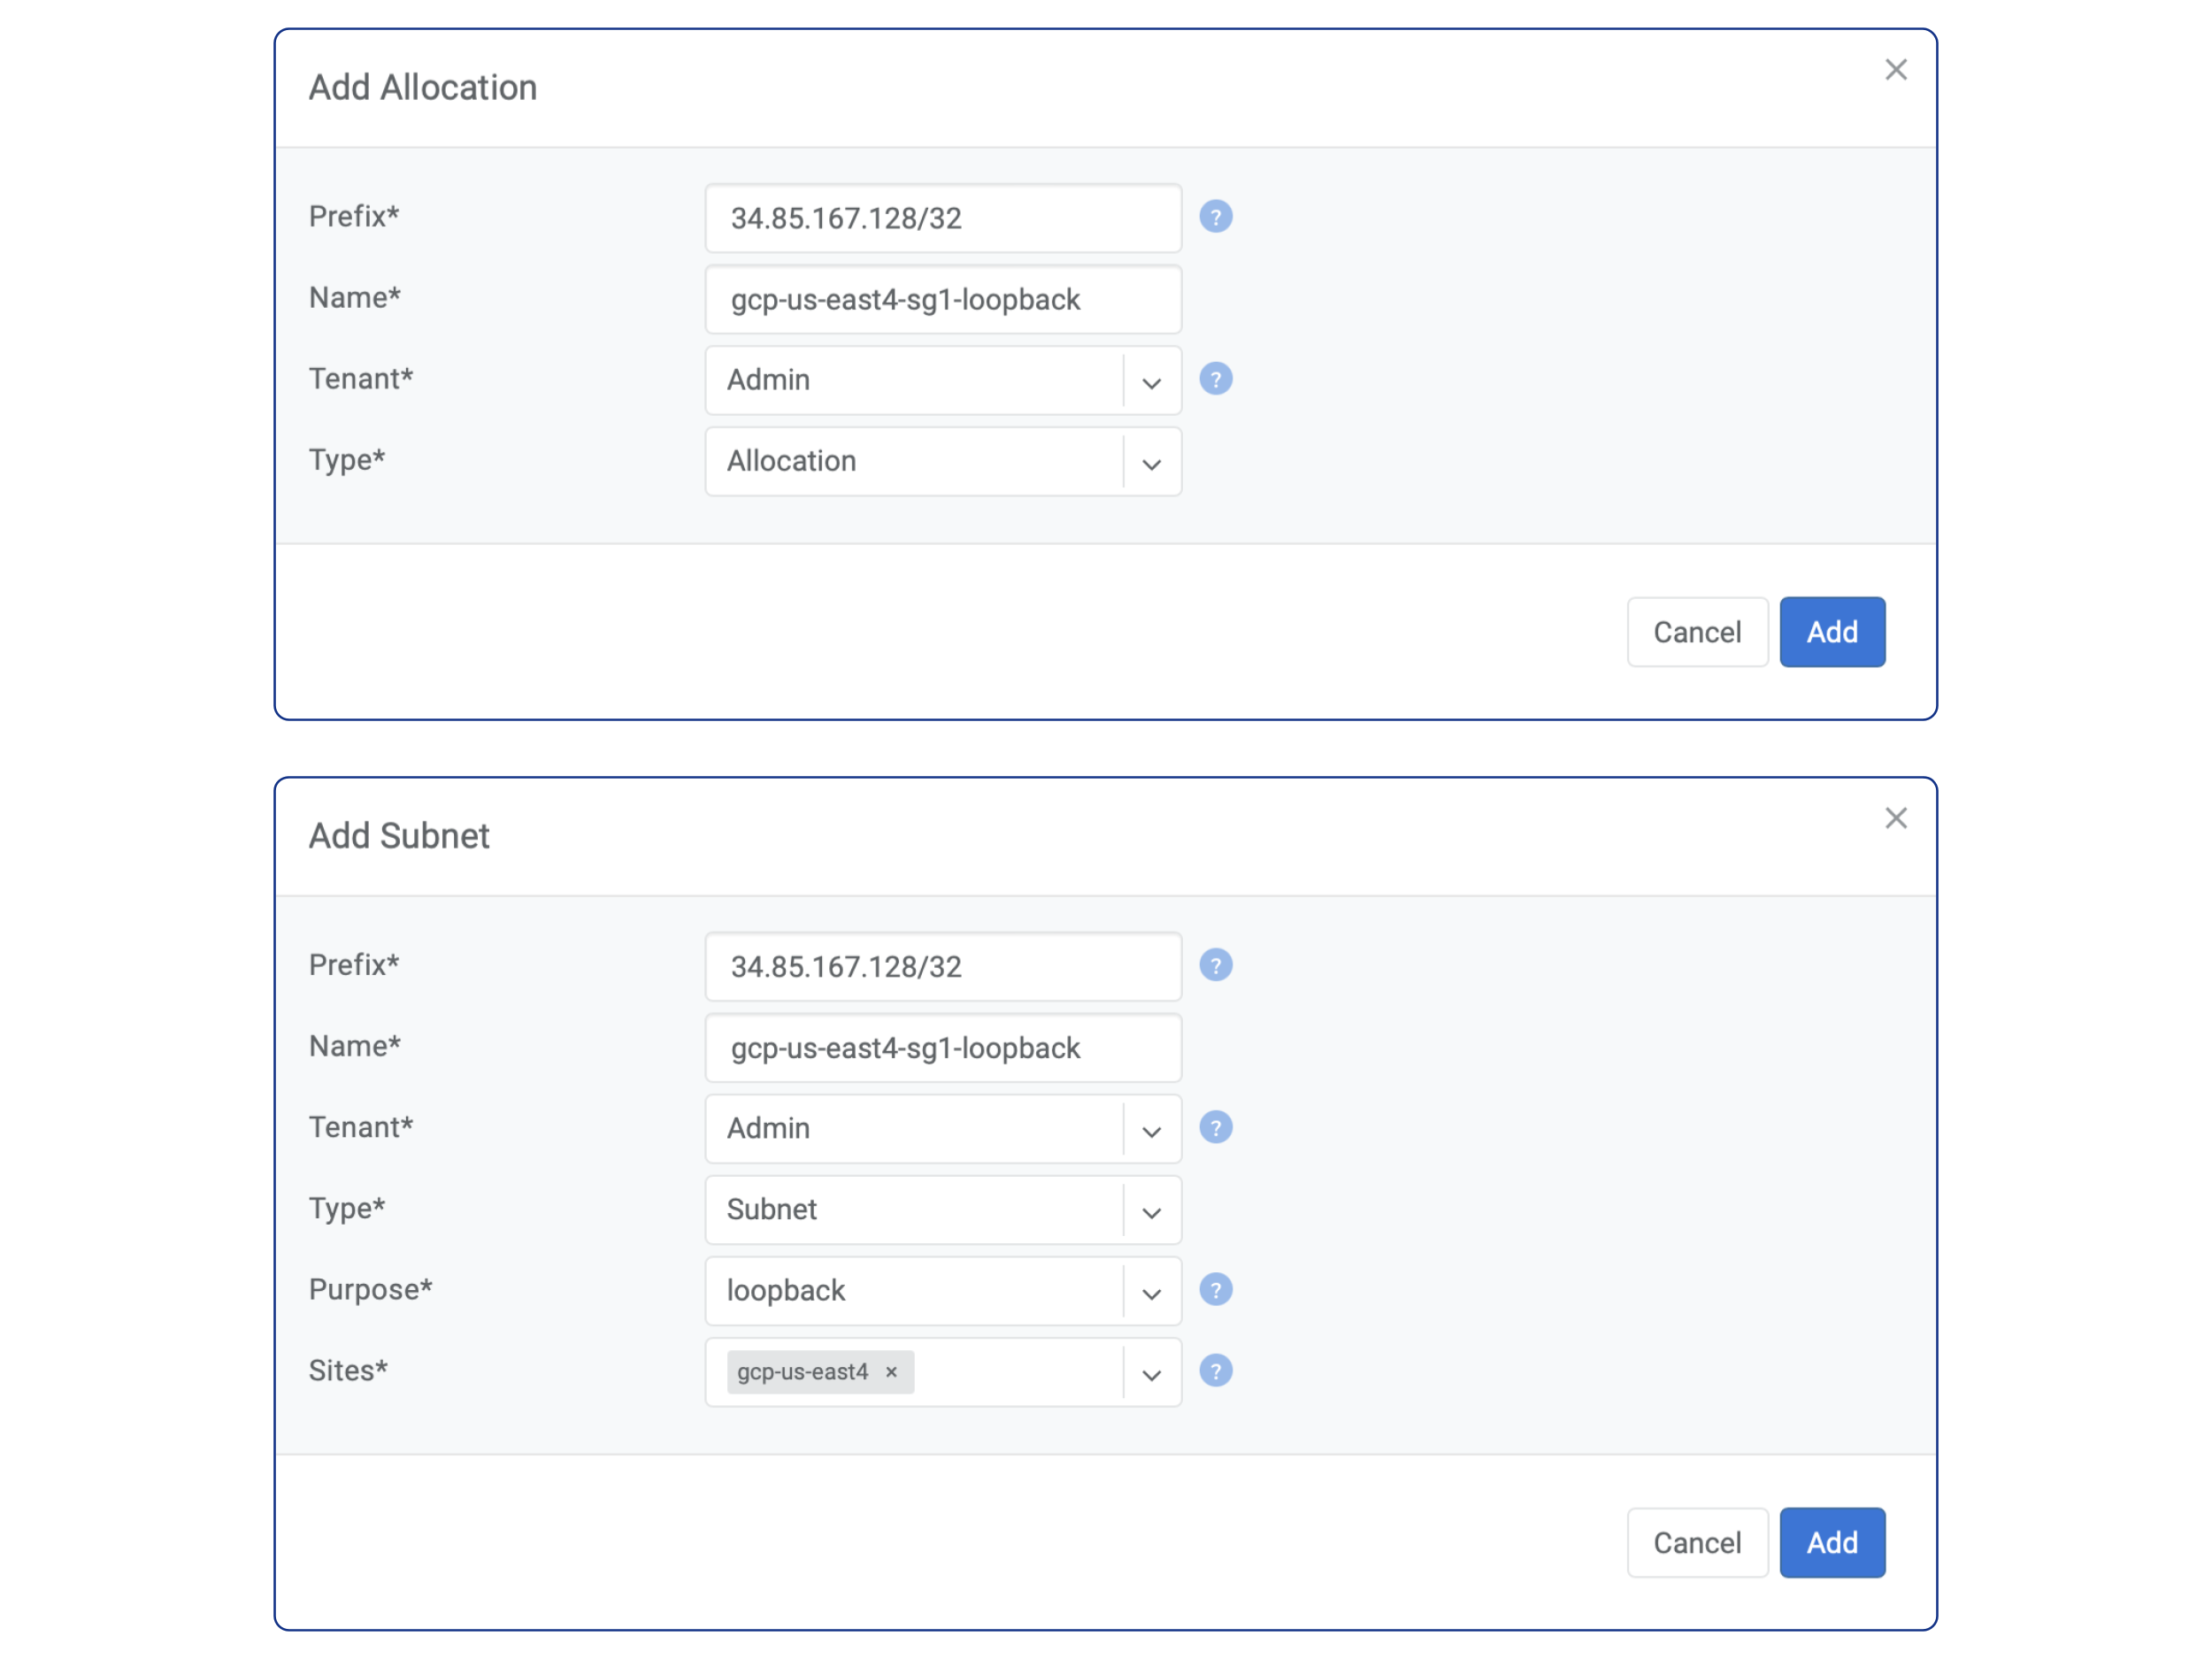 Add Allocation
Prefix* 34.85.167.128/32 ?
Name* gcp-us-east4-sg1-loopback
Tenant* Admin ?
Type* Allocation
Cancel Add
Add Subnet
Prefix* 34.85.167.128/32 ?
Name* gcp-us-east4-sg1-loopback
Tenant* Admin ?
Type* Subnet
Purpose* loopback ?
Sites* gcp-us-east4 × ?
Cancel Add